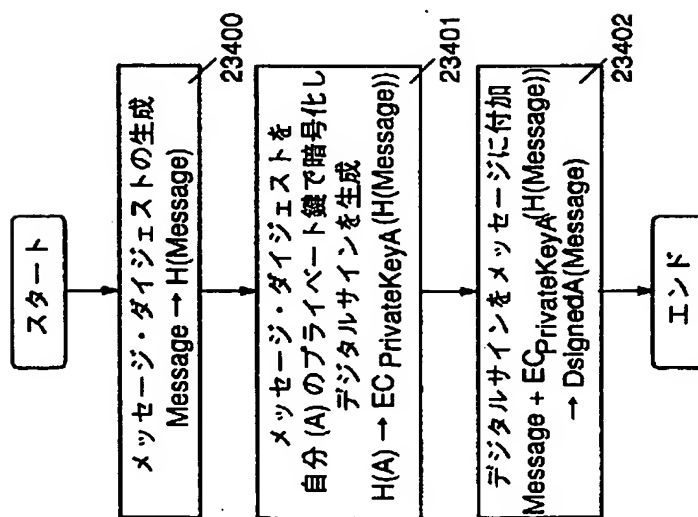 スタート
メッセージ・ダイジェストの生成
Message → H(Message)
23400
メッセージ・ダイジェストを
自分 (A) のプライベート鍵で暗号化し
デジタルサインを生成
H(A) → EC PrivateKeyA (H(Message))
23401
デジタルサインをメッセージに付加
Message + EC PrivateKeyA (H(Message))
→ DsignedA(Message)
23402
エンド